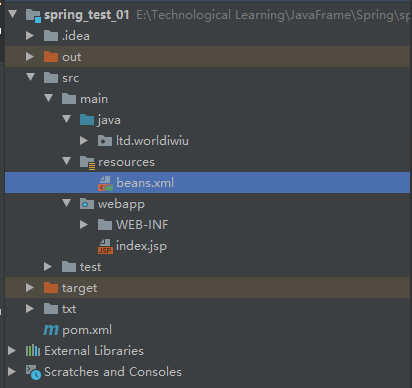 spring_test_01 E:\Technological Learning\JavaFrame\Spring\sp
.idea
out
src
main
java
ltd.worldiwiu
resources
beans.xml
webapp
WEB-INF
JSP index.jsp
test
target
txt
m pom.xml
External Libraries
Scratches and Consoles